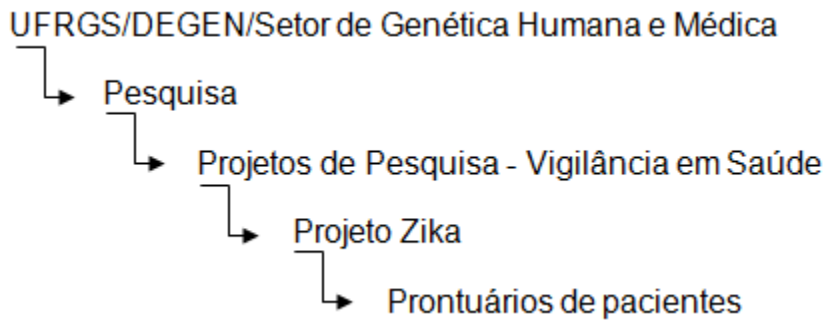 UFRGS/DEGEN/Setor de Genética Humana e Médica
Pesquisa
Projetos de Pesquisa - Vigilância em Saúde
Projeto Zika
Prontuários de pacientes